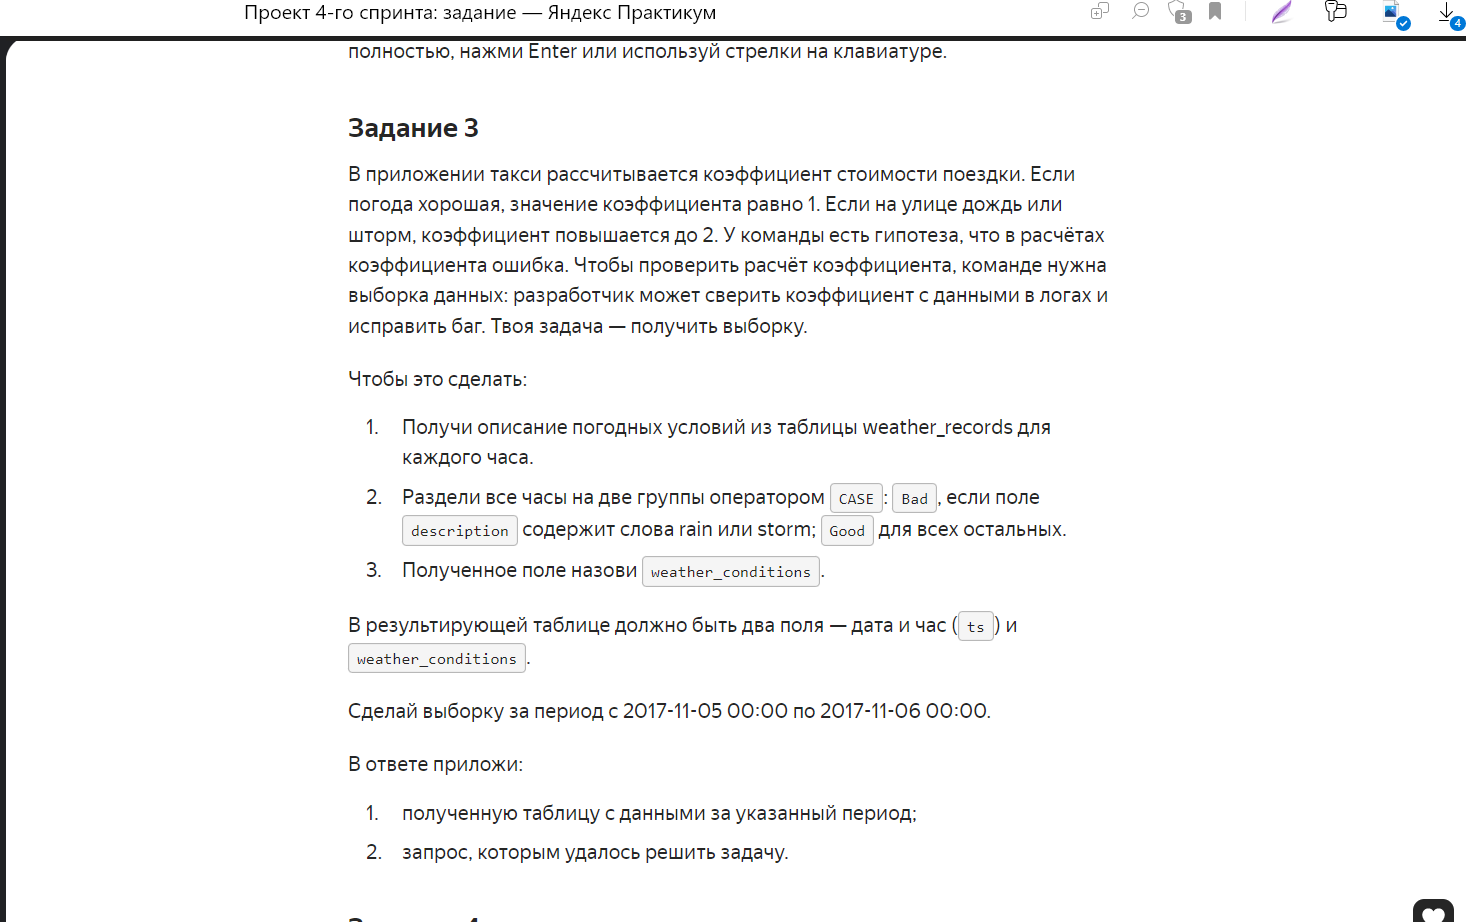 Проект 4-го спринта: задание — Яндекс Практикум
3
4
полностью, нажми Enter или используй стрелки на клавиатуре.
Задание 3
В приложении такси рассчитывается коэффициент стоимости поездки. Если
погода хорошая, значение коэффициента равно 1. Если на улице дождь или
шторм, коэффициент повышается до 2. У команды есть гипотеза, что в расчётах
коэффициента ошибка. Чтобы проверить расчёт коэффициента, команде нужна
выборка данных: разработчик может сверить коэффициент с данными в логах и
исправить баг. Твоя задача — получить выборку.
Чтобы это сделать:
1. Получи описание погодных условий из таблицы weather_records для
каждого часа.
2. Раздели все часы на две группы оператором CASE: Bad, если поле
description содержит слова rain или storm; Good для всех остальных.
3. Полученное поле назови weather_conditions.
В результирующей таблице должно быть два поля — дата и час (ts) и
weather_conditions.
Сделай выборку за период с 2017-11-05 00:00 по 2017-11-06 00:00.
В ответе приложи:
1. полученную таблицу с данными за указанный период;
2. запрос, которым удалось решить задачу.